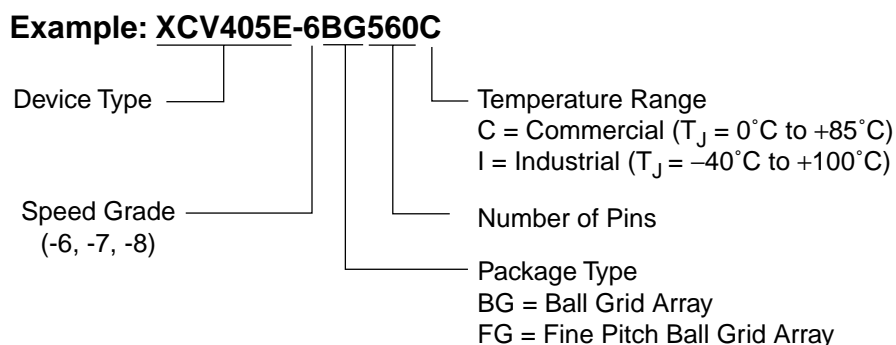 Example: XCV405E-6BG560C
Device Type
Temperature Range
C = Commercial (TJ = 0˚C to +85˚C)
I = Industrial (TJ = −40˚C to +100˚C)
Speed Grade
(-6, -7, -8)
Number of Pins
Package Type
BG = Ball Grid Array
FG = Fine Pitch Ball Grid Array